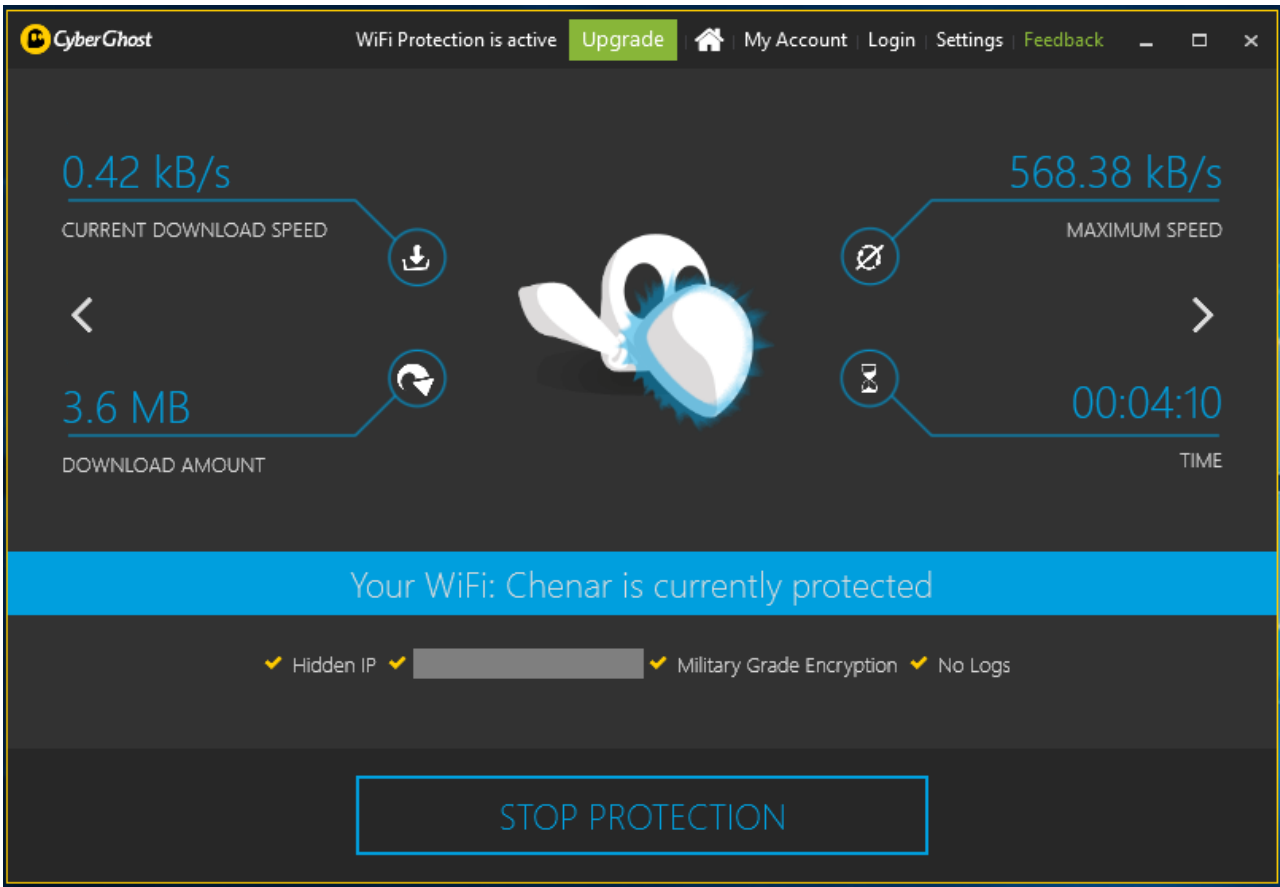 CyberGhost WiFi Protection is active Upgrade My Account Login Settings Feedback
0.42 kB/s
CURRENT DOWNLOAD SPEED
568.38 kB/s
MAXIMUM SPEED
3.6 MB
DOWNLOAD AMOUNT
00:04:10
TIME
Your WiFi: Chenar is currently protected
Hidden IP Military Grade Encryption No Logs
STOP PROTECTION